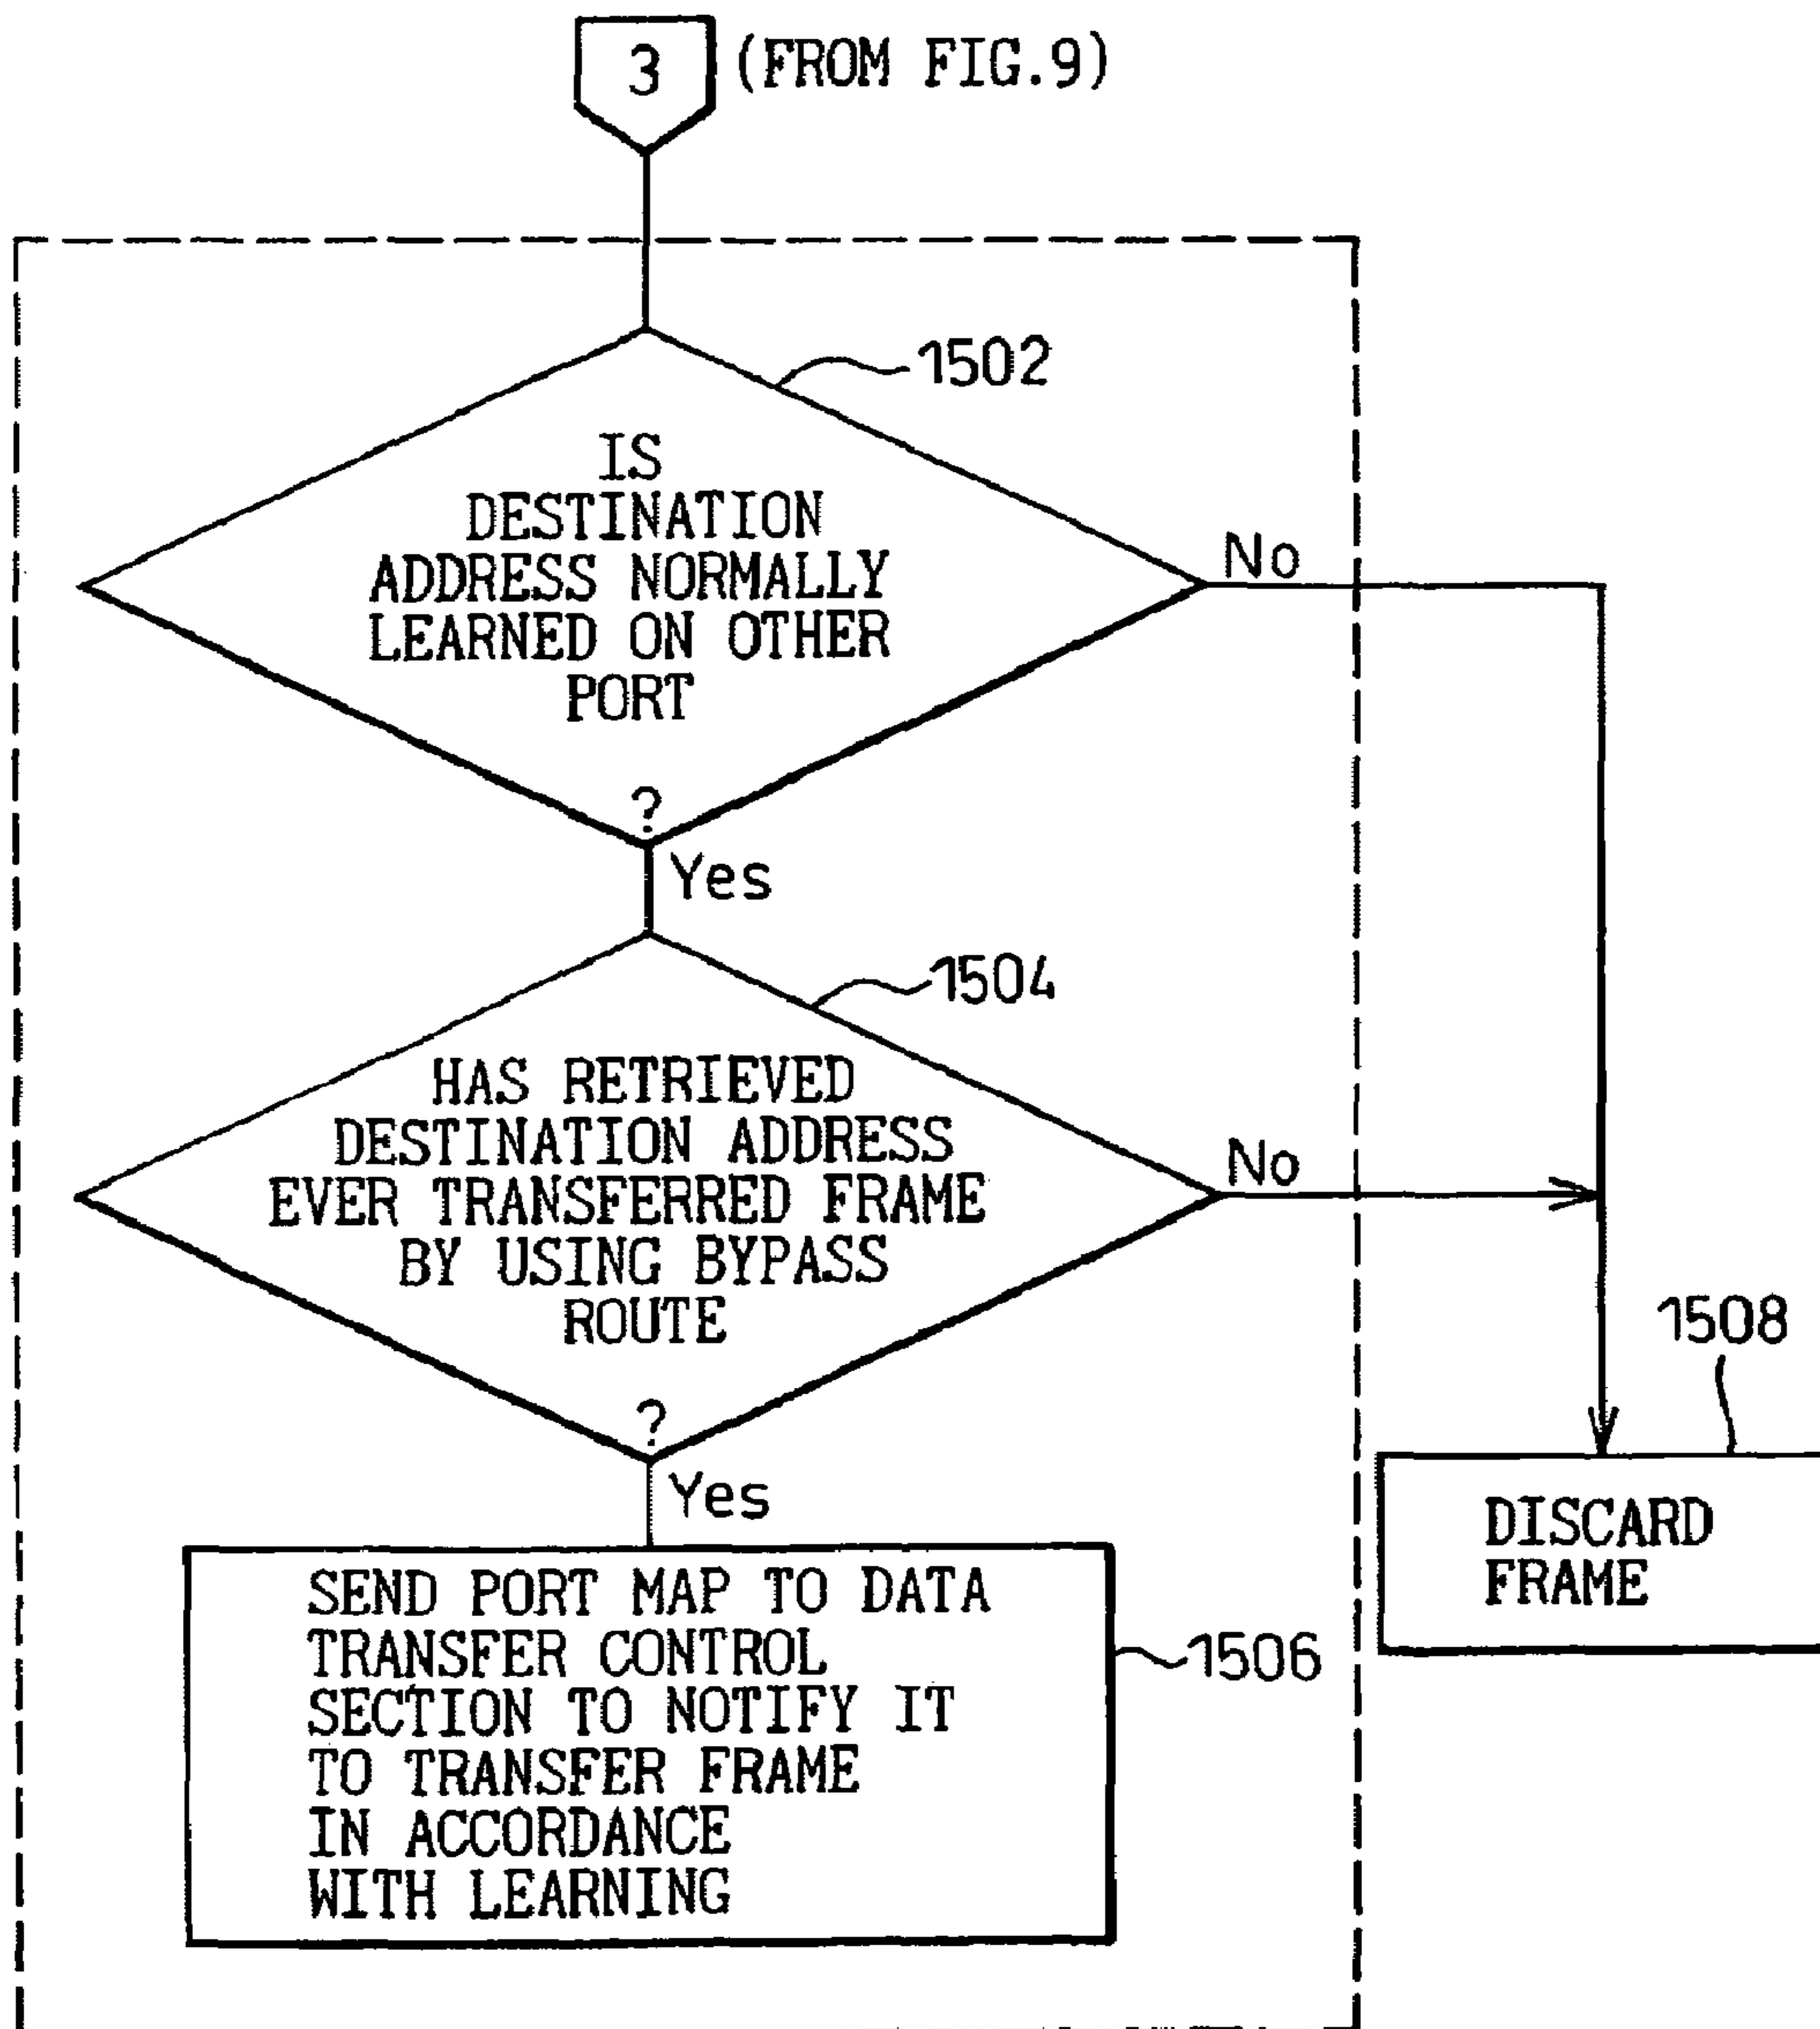 3 (FROM FIG.9)
1502
IS
DESTINATION
ADDRESS NORMALLY
LEARNED ON OTHER
PORT
?
No
Yes
1504
HAS RETRIEVED
DESTINATION ADDRESS
EVER TRANSFERRED FRAME
BY USING BYPASS
ROUTE
?
No
Yes
1508
DISCARD
FRAME
SEND PORT MAP TO DATA
TRANSFER CONTROL
SECTION TO NOTIFY IT
TO TRANSFER FRAME
IN ACCORDANCE
WITH LEARNING
1506